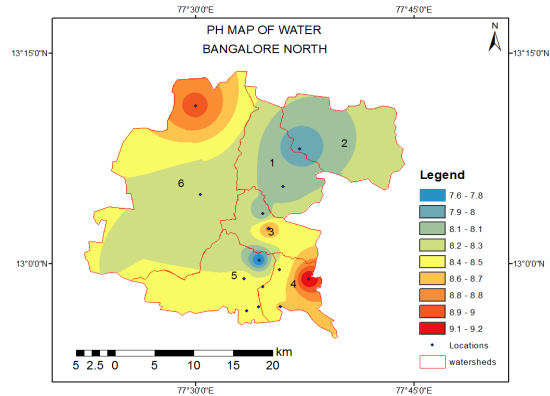 77°30'0"E 77°45'0"E
PH MAP OF WATER
BANGALORE NORTH
N
13°15'0"N 13°15'0"N
1
2
6
3
5
4
13°0'0"N 13°0'0"N
Legend
7.6 - 7.8
7.9 - 8
8.1 - 8.1
8.2 - 8.3
8.4 - 8.5
8.6 - 8.7
8.8 - 8.8
8.9 - 9
9.1 - 9.2
Locations
watersheds
km
5 2.5 0 5 10 15 20
77°30'0"E 77°45'0"E